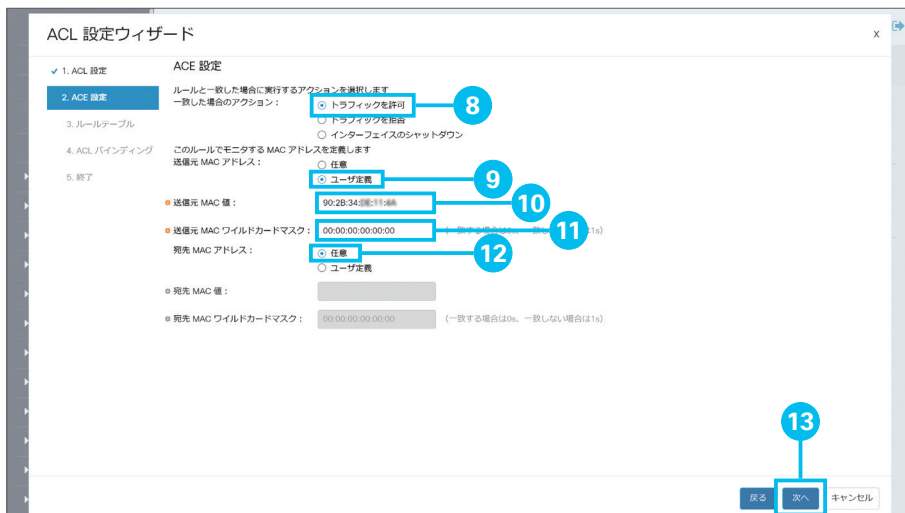 ACL 設定ウィザード
x
✓ 1. ACL 設定
2. ACE 設定
3. ルールテーブル
4. ACL バインディング
5. 終了
ACE 設定
ルールと一致した場合に実行するアクションを選択します
一致した場合のアクション：
トラフィックを許可
8
トラフィックを拒否
インターフェイスのシャットダウン
このルールでモニタする MAC アドレスを定義します
送信元 MAC アドレス：
任意
ユーザ定義
9
送信元 MAC 値：
90:2B:34:
10
送信元 MAC ワイルドカードマスク：
00:00:00:00:00:00
11
宛先 MAC アドレス：
任意
12
ユーザ定義
宛先 MAC 値：
宛先 MAC ワイルドカードマスク：
00:00:00:00:00:00
(一致する場合は0s、一致しない場合は1s)
13
戻る
次へ
キャンセル